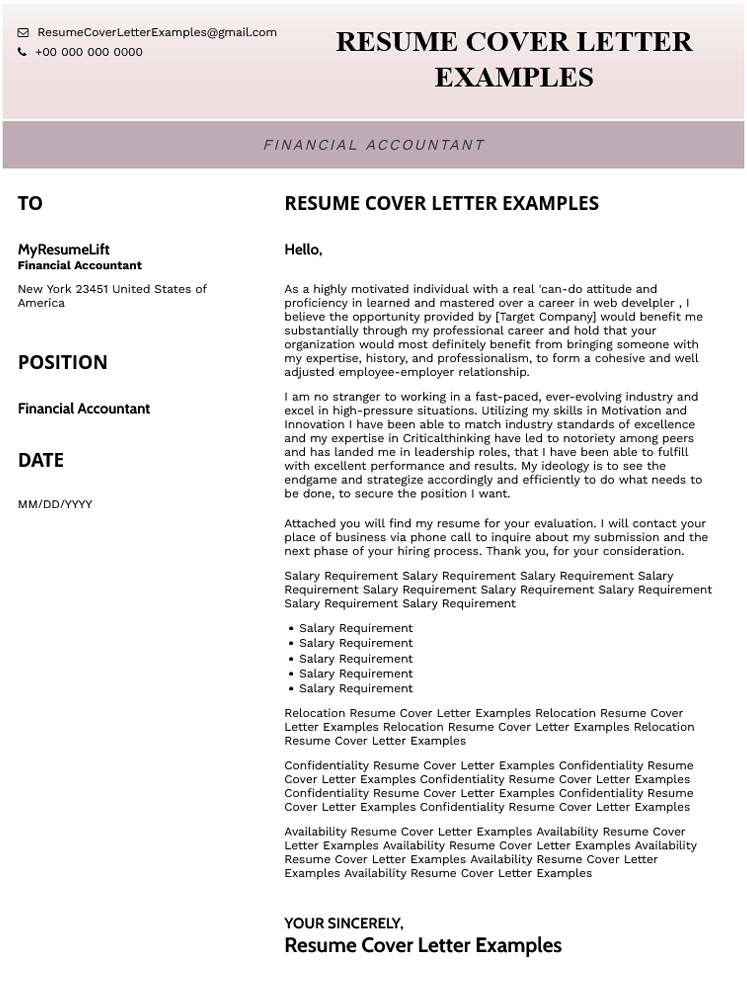 ResumeCoverLetterExamples@gmail.com
+00 000 000 0000
RESUME COVER LETTER
EXAMPLES
FINANCIAL ACCOUNTANT
TO
MyResumeLift
Financial Accountant
New York 23451 United States of
America
POSITION
Financial Accountant
DATE
MM/DD/YYYY
RESUME COVER LETTER EXAMPLES
Hello,
As a highly motivated individual with a real 'can-do attitude and
proficiency in learned and mastered over a career in web develpler , I
believe the opportunity provided by [Target Company] would benefit me
substantially through my professional career and hold that your
organization would most definitely benefit from bringing someone with
my expertise, history, and professionalism, to form a cohesive and well
adjusted employee-employer relationship.
I am no stranger to working in a fast-paced, ever-evolving industry and
excel in high-pressure situations. Utilizing my skills in Motivation and
Innovation I have been able to match industry standards of excellence
and my expertise in Criticalthinking have led to notoriety among peers
and has landed me in leadership roles, that I have been able to fulfill
with excellent performance and results. My ideology is to see the
endgame and strategize accordingly and efficiently to do what needs to
be done, to secure the position I want.
Attached you will find my resume for your evaluation. I will contact your
place of business via phone call to inquire about my submission and the
next phase of your hiring process. Thank you, for your consideration.
Salary Requirement Salary Requirement Salary Requirement Salary
Requirement Salary Requirement Salary Requirement Salary Requirement
Salary Requirement Salary Requirement
• Salary Requirement
• Salary Requirement
• Salary Requirement
• Salary Requirement
• Salary Requirement
Relocation Resume Cover Letter Examples Relocation Resume Cover
Letter Examples Relocation Resume Cover Letter Examples Relocation
Resume Cover Letter Examples
Confidentiality Resume Cover Letter Examples Confidentiality Resume
Cover Letter Examples Confidentiality Resume Cover Letter Examples
Confidentiality Resume Cover Letter Examples Confidentiality Resume
Cover Letter Examples Confidentiality Resume Cover Letter Examples
Availability Resume Cover Letter Examples Availability Resume Cover
Letter Examples Availability Resume Cover Letter Examples Availability
Resume Cover Letter Examples Availability Resume Cover Letter
Examples Availability Resume Cover Letter Examples
YOUR SINCERELY,
Resume Cover Letter Examples